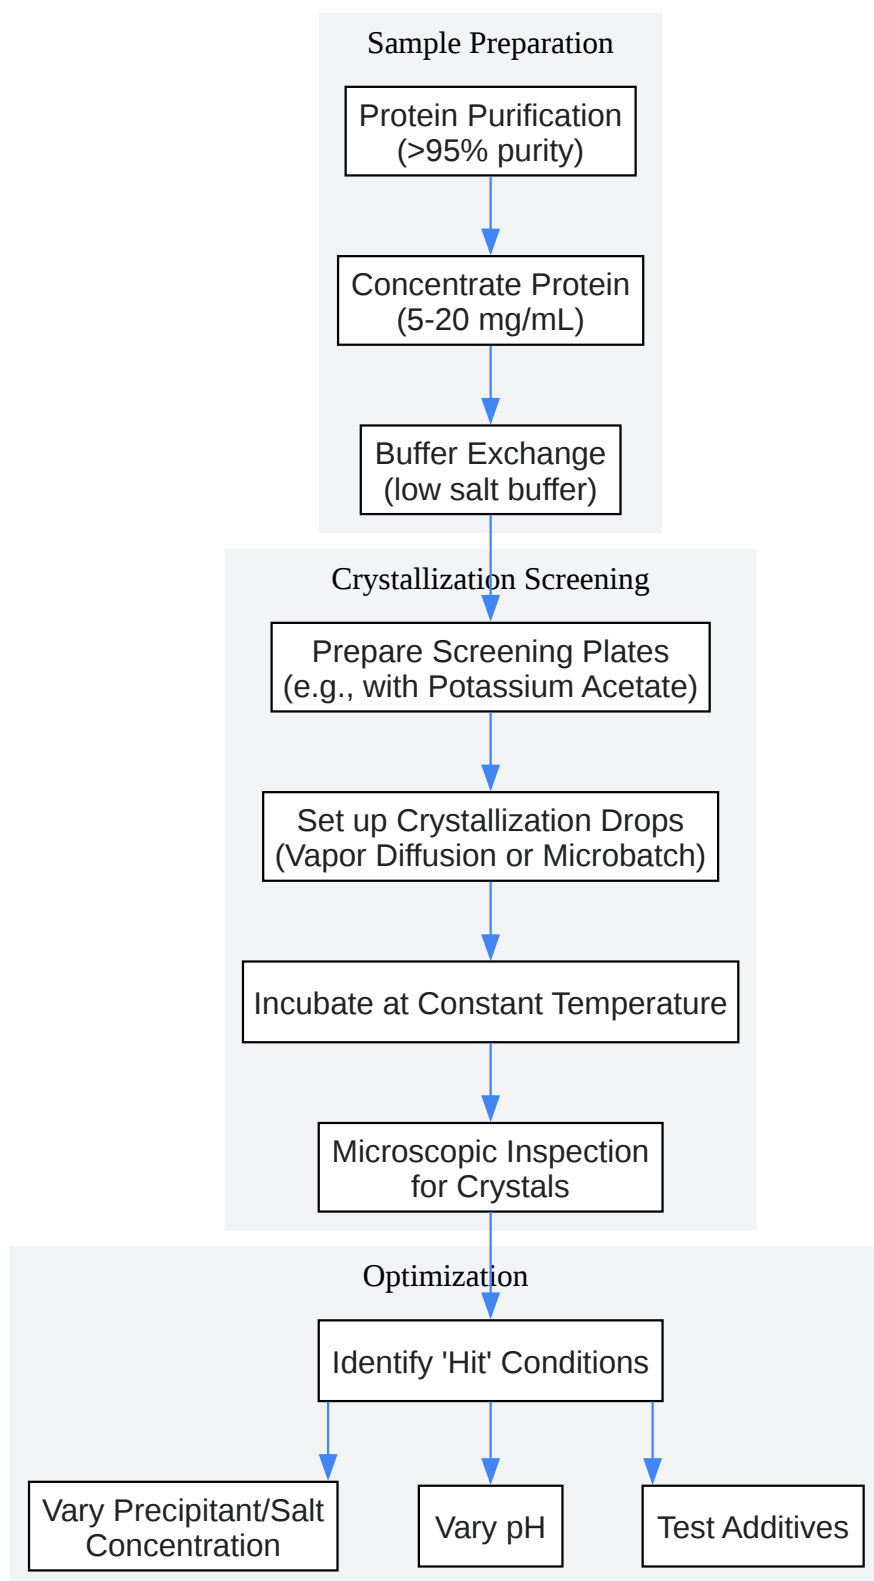 Sample Preparation
Protein Purification
(>95% purity)
Concentrate Protein
(5-20 mg/mL)
Buffer Exchange
(low salt buffer)
Crystallization Screening
Prepare Screening Plates
(e.g., with Potassium Acetate)
Set up Crystallization Drops
(Vapor Diffusion or Microbatch)
Incubate at Constant Temperature
Microscopic Inspection
for Crystals
Optimization
Identify 'Hit' Conditions
Vary Precipitant/Salt
Concentration
Vary pH
Test Additives